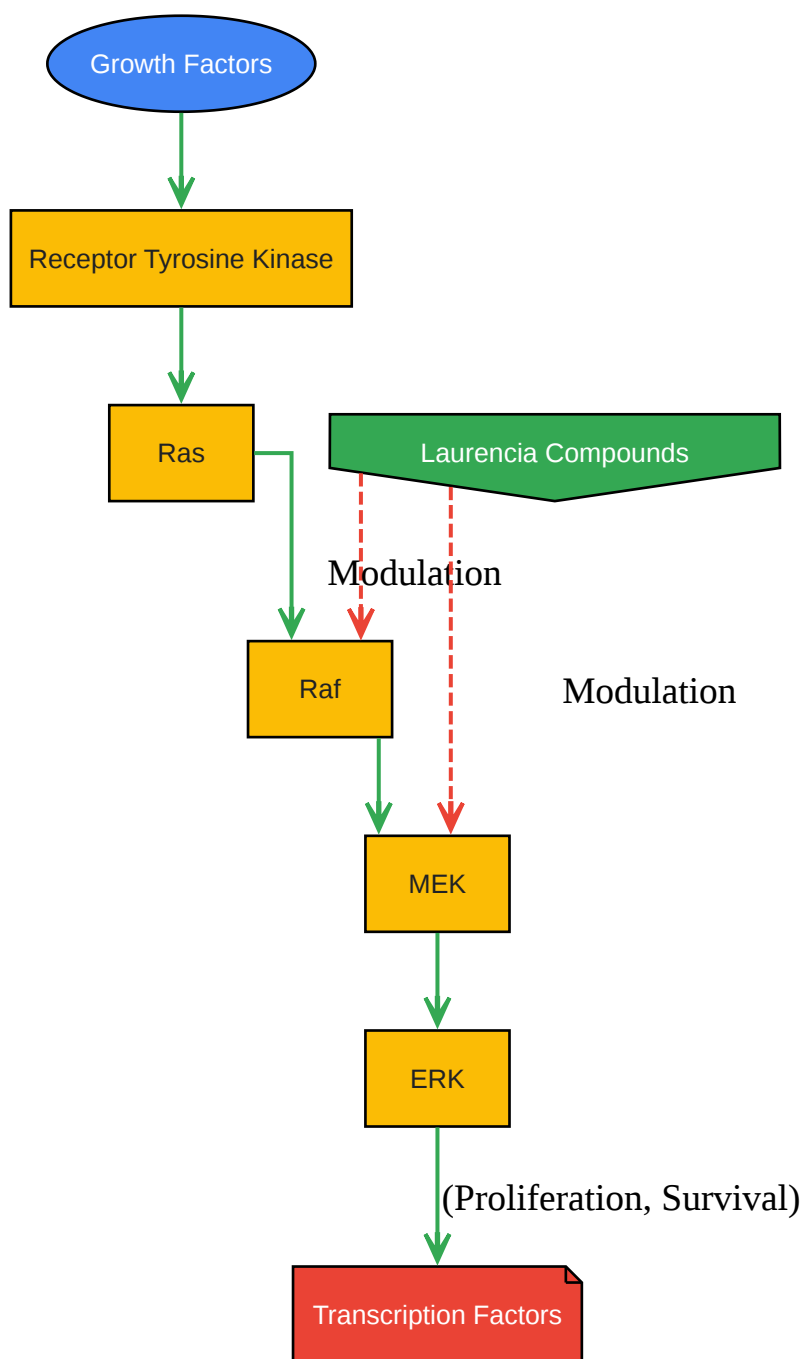 Growth Factors
Receptor Tyrosine Kinase
Ras
Laurencia Compounds
Modulation
Raf
Modulation
MEK
ERK
(Proliferation, Survival)
Transcription Factors